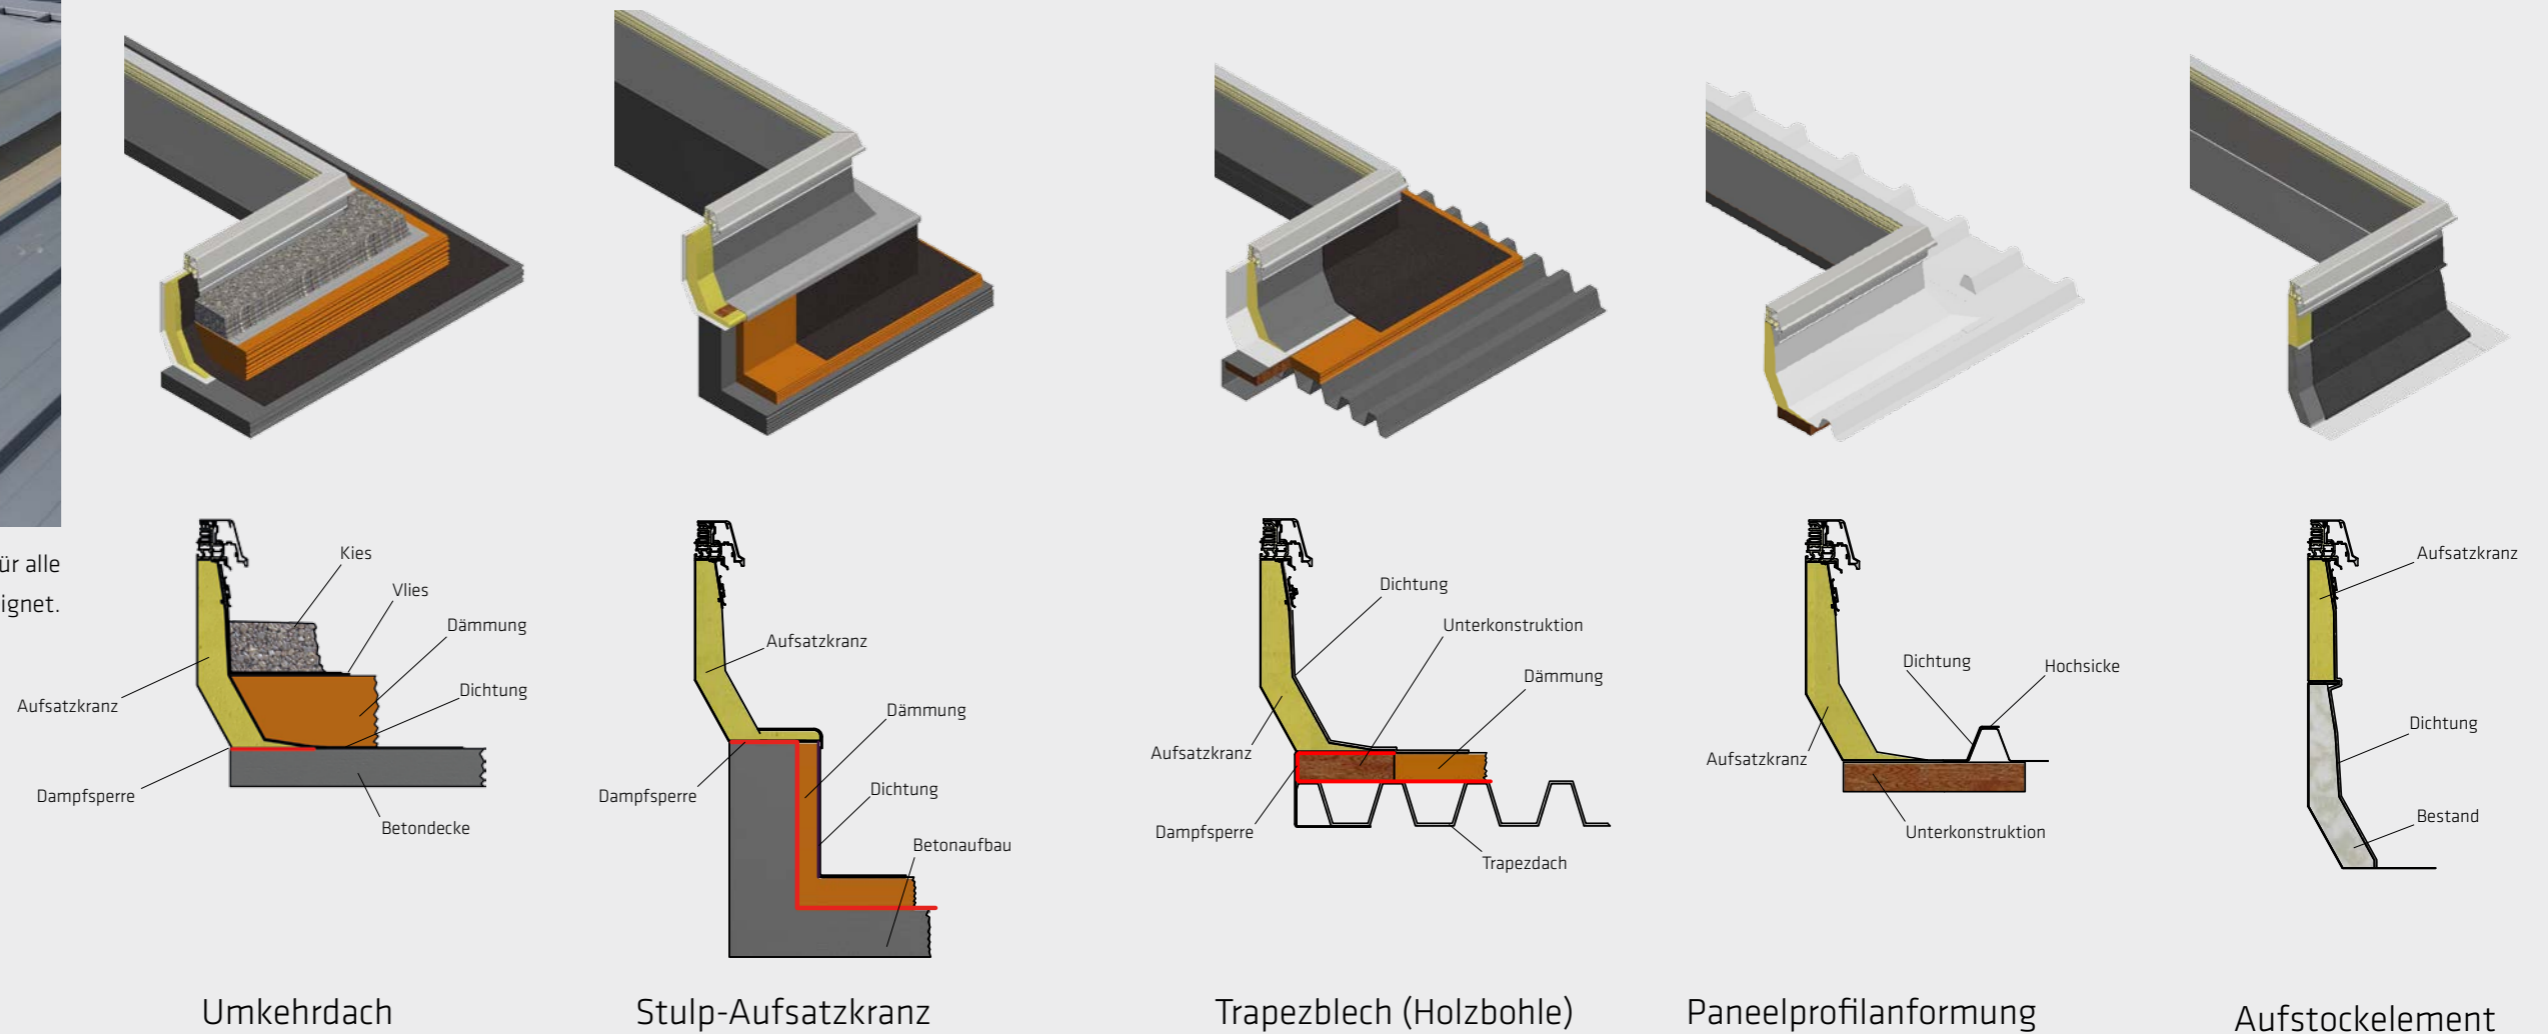 ür alle
ignet.
Kies
Vlies
Dämmung
Dichtung
Aufsatzkranz
Dampfsperre
Betondecke
Umkehrdach
Aufsatzkranz
Dämmung
Dichtung
Dampfsperre
Betonaufbau
Stulp-Aufsatzkranz
Dichtung
Unterkonstruktion
Dämmung
Aufsatzkranz
Dampfsperre
Trapezdach
Trapezblech (Holzbohle)
Dichtung
Hochsicke
Aufsatzkranz
Unterkonstruktion
Paneelprofilanformung
Aufsatzkranz
Dichtung
Bestand
Aufstockelement